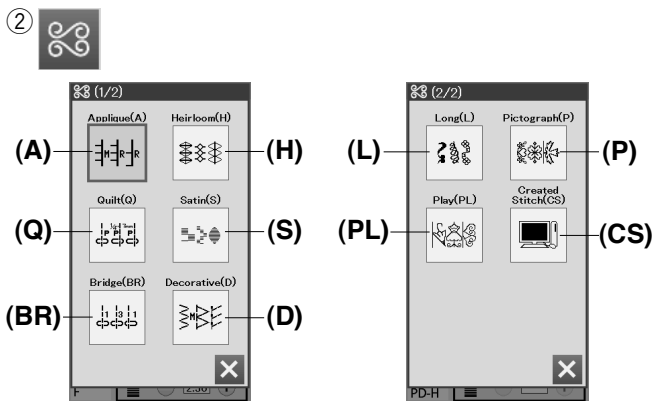 ②
(1/2)
Applique(A) Heirloom(H)
(A) (H)
Quilt(Q) Satin(S)
(Q) (S)
Bridge(BR) Decorative(D)
(BR) (D)
F
(2/2)
Long(L) Pictograph(P)
(L) (P)
Play(PL) Created
Stitch(CS)
(PL) (CS)
PD-H